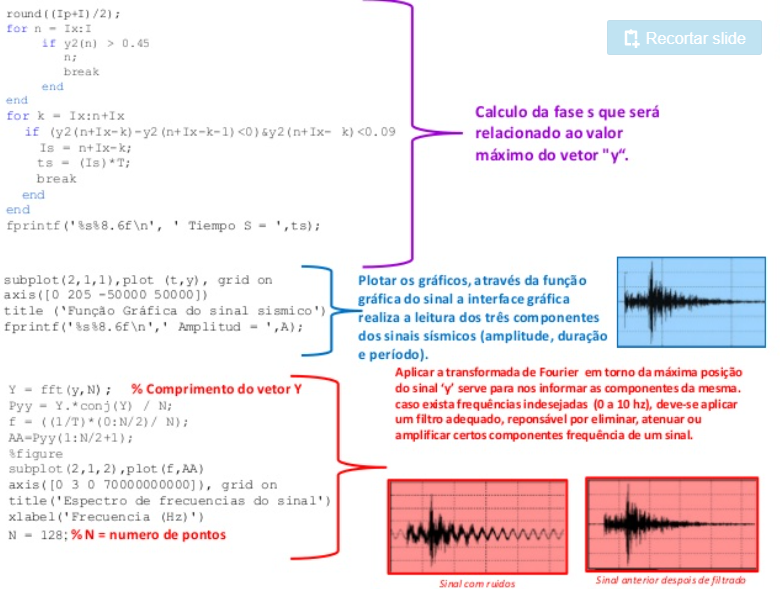 round((Ip+I)/2);
for n = Ix:I
if y2(n) > 0.45
n;
break
end
end
for k = Ix:n+Ix
if (y2(n+Ix-k)-y2(n+Ix-k-1)<0)&y2(n+Ix- k)<0.09
Is = n+Ix-k;
ts = (Is)*T;
break
end
end
fprintf('%s%8.6f\n', ' Tiempo S = ',ts);
Recortar slide
Calculo da fase s que será
relacionado ao valor
máximo do vetor "y“.
subplot(2,1,1),plot (t,y), grid on
axis([0 205 -50000 50000])
title (‘Função Gráfica do sinal sismico')
fprintf('%s%8.6f\n',' Amplitud = ',A);
Plotar os gráficos, através da função
gráfica do sinal a interface gráfica
realiza a leitura dos três componentes
dos sinais sísmicos (amplitude, duração
e período).
Y = fft(y,N); % Comprimento do vetor Y
Pyy = Y.*conj(Y) / N;
f = ((1/T)*(0:N/2)/ N);
AA=Pyy(1:N/2+1);
%figure
subplot(2,1,2),plot(f,AA)
axis([0 3 0 70000000000]), grid on
title('Espectro de frecuencias do sinal')
xlabel('Frecuencia (Hz)')
N = 128; % N = numero de pontos
Aplicar a transformada de Fourier em torno da máxima posição
do sinal ‘y’ serve para nos informar as componentes da mesma.
caso exista frequências indesejadas (0 a 10 hz), deve-se aplicar
um filtro adequado, reponsável por eliminar, atenuar ou
amplificar certos componentes frequência de um sinal.
Sinal com ruidos
Sinal anterior despois de filtrado